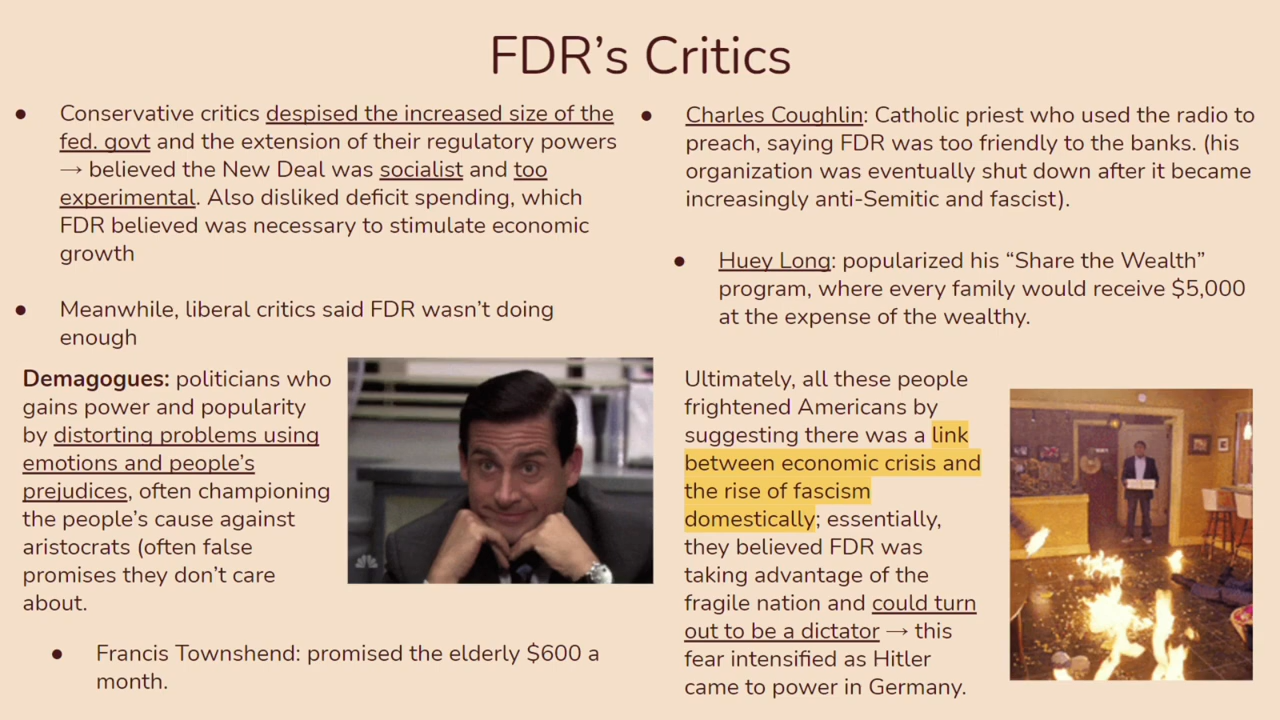 FDR’s Critics
● Conservative critics despised the increased size of the
fed. govt and the extension of their regulatory powers
→ believed the New Deal was socialist and too
experimental. Also disliked deficit spending, which
FDR believed was necessary to stimulate economic
growth
● Meanwhile, liberal critics said FDR wasn’t doing
enough
Demagogues: politicians who
gains power and popularity
by distorting problems using
emotions and people’s
prejudices, often championing
the people’s cause against
aristocrats (often false
promises they don’t care
about.
● Francis Townshend: promised the elderly $600 a
month.
● Charles Coughlin: Catholic priest who used the radio to
preach, saying FDR was too friendly to the banks. (his
organization was eventually shut down after it became
increasingly anti-Semitic and fascist).
● Huey Long: popularized his “Share the Wealth”
program, where every family would receive $5,000
at the expense of the wealthy.
Ultimately, all these people
frightened Americans by
suggesting there was a link
between economic crisis and
the rise of fascism
domestically; essentially,
they believed FDR was
taking advantage of the
fragile nation and could turn
out to be a dictator → this
fear intensified as Hitler
came to power in Germany.